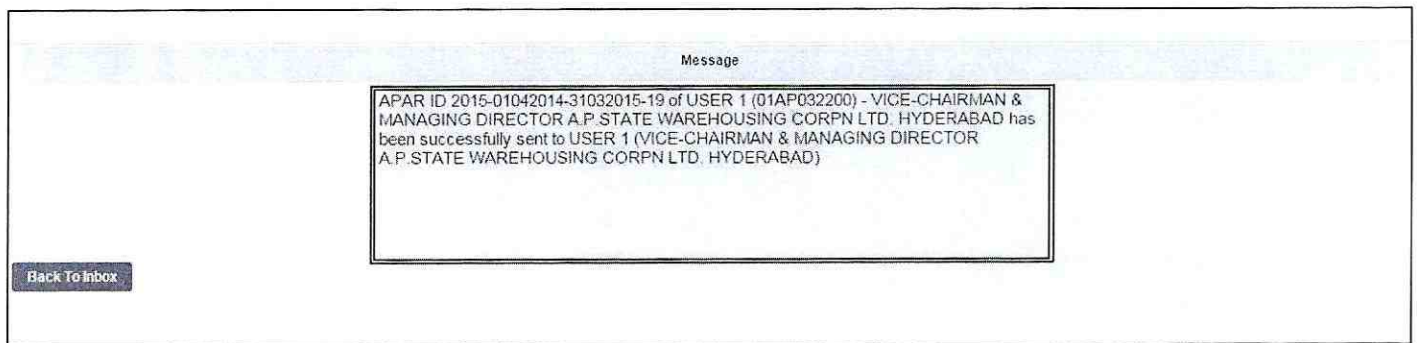 Message
APAR ID 2015-01042014-31032015-19 of USER 1 (01AP032200) - VICE-CHAIRMAN &
MANAGING DIRECTOR A.P.STATE WAREHOUSING CORPN LTD. HYDERABAD has
been successfully sent to USER 1 (VICE-CHAIRMAN & MANAGING DIRECTOR
A.P.STATE WAREHOUSING CORPN LTD. HYDERABAD)
Back To Inbox